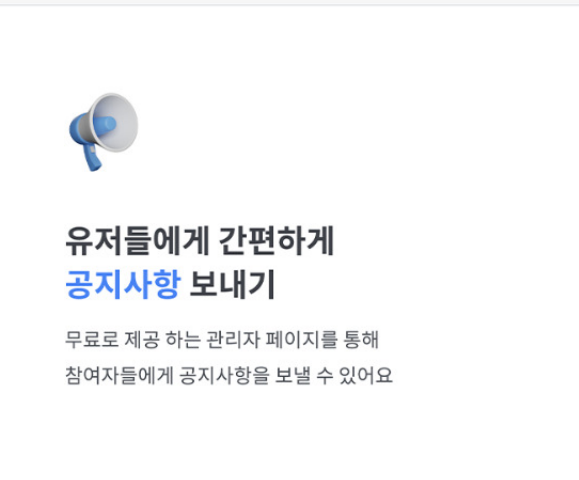 유저들에게 간편하게
공지사항 보내기
무료로 제공 하는 관리자 페이지를 통해
참여자들에게 공지사항을 보낼 수 있어요